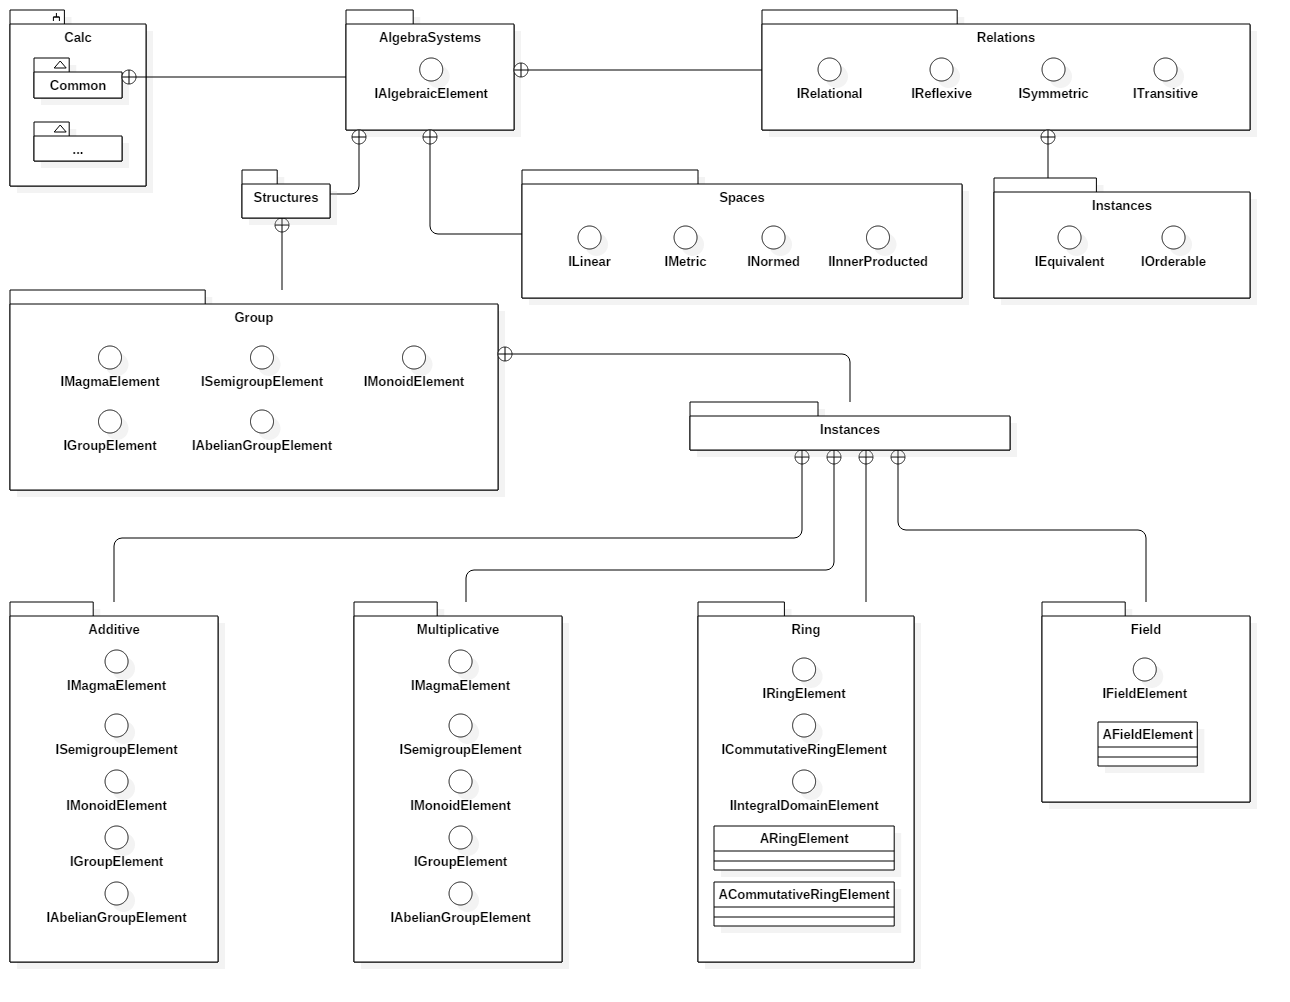 Calc
Common
...
AlgebraSystems
IAlgebraicElement
Relations
IRelational
IReflexive
ISymmetric
ITransitive
Structures
Spaces
ILinear
IMetric
INormed
IInnerProducted
Instances
IEquivalent
IOrderable
Group
IMagmaElement
ISemigroupElement
IMonoidElement
IGroupElement
IAbelianGroupElement
Instances
Additive
IMagmaElement
ISemigroupElement
IMonoidElement
IGroupElement
IAbelianGroupElement
Multiplicative
IMagmaElement
ISemigroupElement
IMonoidElement
IGroupElement
IAbelianGroupElement
Ring
IRingElement
ICommutativeRingElement
IIntegralDomainElement
ARingElement
ACommutativeRingElement
Field
IFieldElement
AFieldElement